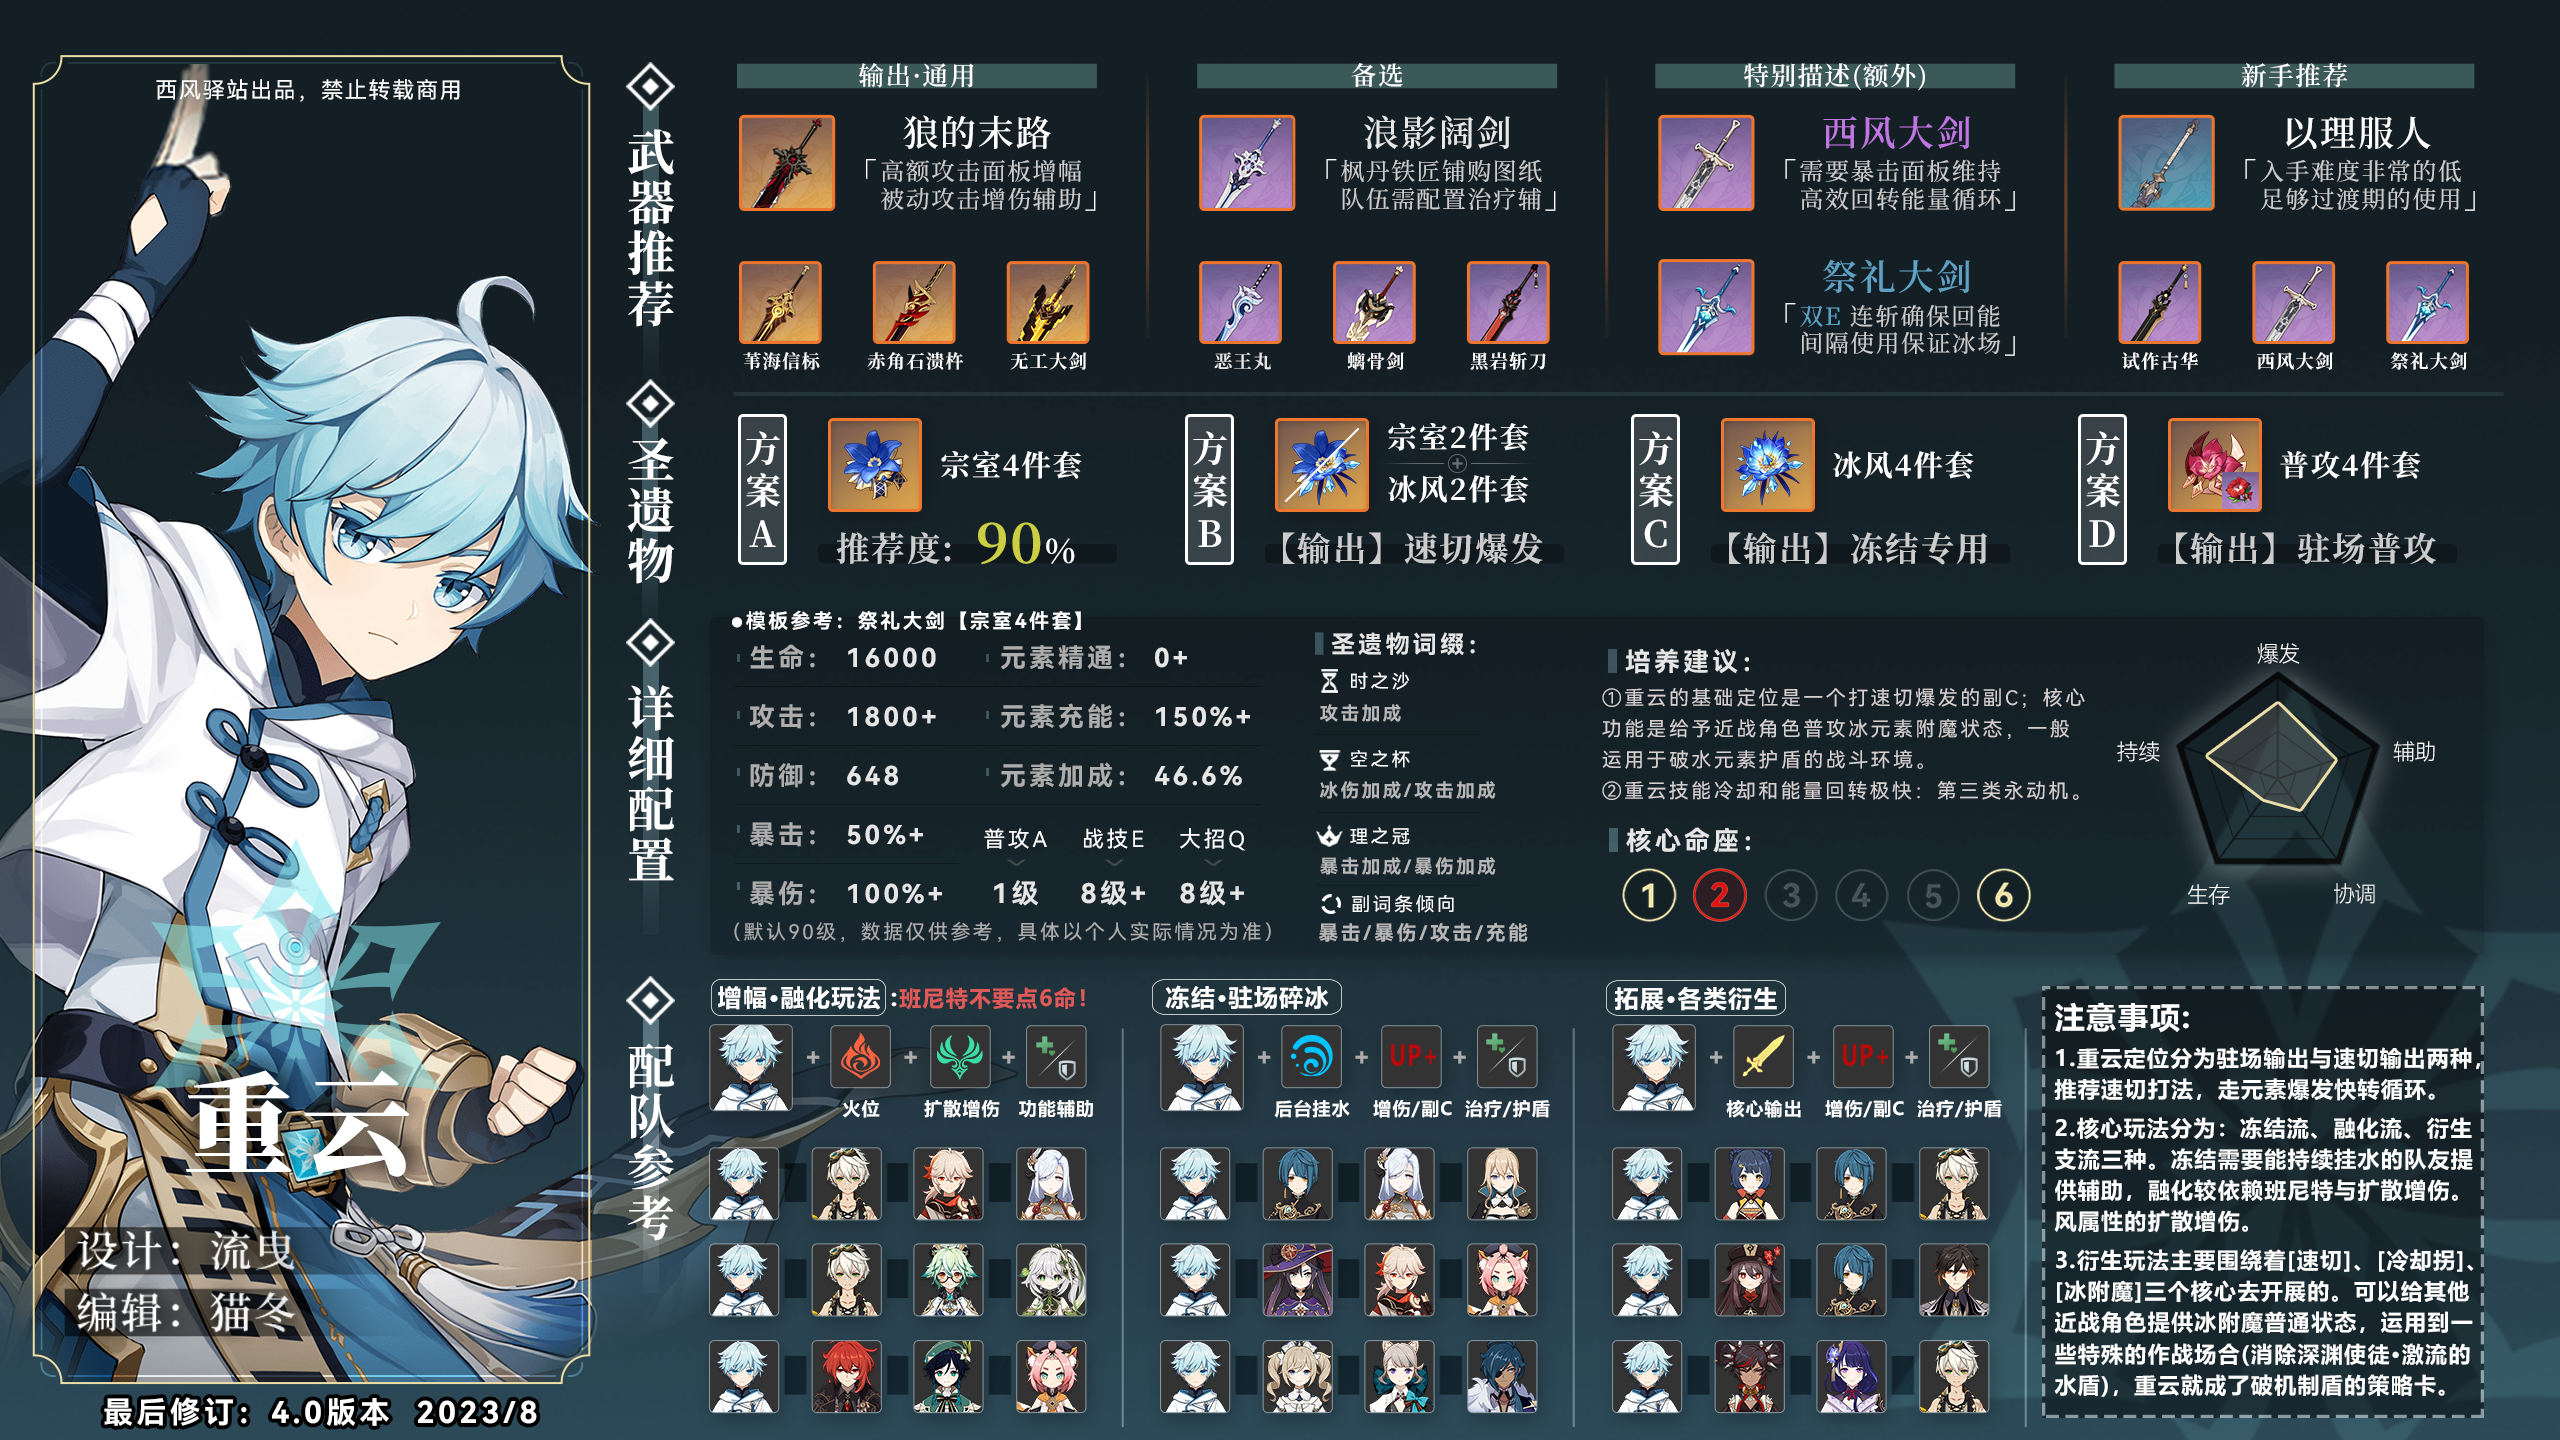 西风驿站出品，禁止转载商用
重云
设计：流曳
编辑：猫冬
最后修订：4.0版本 2023/8
武器推荐
输出·通用
狼的末路
「高额攻击面板增幅
被动攻击增伤辅助」
苇海信标
赤角石溃杵
无工大剑
备选
浪影阔剑
「枫丹铁匠铺购图纸
队伍需配置治疗辅」
恶王丸
螭骨剑
黑岩斩刀
特别描述(额外)
西风大剑
「需要暴击面板维持
高效回转能量循环」
祭礼大剑
「双E 连斩确保回能
间隔使用保证冰场」
新手推荐
以理服人
「入手难度非常的低
足够过渡期的使用」
试作古华
西风大剑
祭礼大剑
圣遗物
方案A
宗室4件套
推荐度：90%
方案B
宗室2件套
冰风2件套
【输出】速切爆发
方案C
冰风4件套
【输出】冻结专用
方案D
普攻4件套
【输出】驻场普攻
详细配置
●模板参考：祭礼大剑【宗室4件套】
生命：16000 元素精通：0+
攻击：1800+ 元素充能：150%+
防御：648 元素加成：46.6%
暴击：50%+ 普攻A 战技E 大招Q
暴伤：100%+ 1级 8级+ 8级+
(默认90级，数据仅供参考，具体以个人实际情况为准)
圣遗物词缀：
时之沙
攻击加成
空之杯
冰伤加成/攻击加成
理之冠
暴击加成/暴伤加成
副词条倾向
暴击/暴伤/攻击/充能
培养建议：
①重云的基础定位是一个打速切爆发的副C；核心
功能是给予近战角色普攻冰元素附魔状态，一般
运用于破水元素护盾的战斗环境。
②重云技能冷却和能量回转极快：第三类永动机。
核心命座：
1 2 3 4 5 6
爆发
辅助
协调
生存
持续
配队参考
增幅•融化玩法：班尼特不要点6命！
+ + +
火位 扩散增伤 功能辅助
冻结•驻场碎冰
+ + UP+ +
后台挂水 增伤/副C 治疗/护盾
拓展•各类衍生
+ + UP+ +
核心输出 增伤/副C 治疗/护盾
注意事项:
1.重云定位分为驻场输出与速切输出两种,
推荐速切打法，走元素爆发快转循环。
2.核心玩法分为：冻结流、融化流、衍生
支流三种。冻结需要能持续挂水的队友提
供辅助，融化较依赖班尼特与扩散增伤。
风属性的扩散增伤。
3.衍生玩法主要围绕着[速切]、[冷却拐]、
[冰附魔]三个核心去开展的。可以给其他
近战角色提供冰附魔普通状态，运用到一
些特殊的作战场合(消除深渊使徒•激流的
水盾)，重云就成了破机制盾的策略卡。